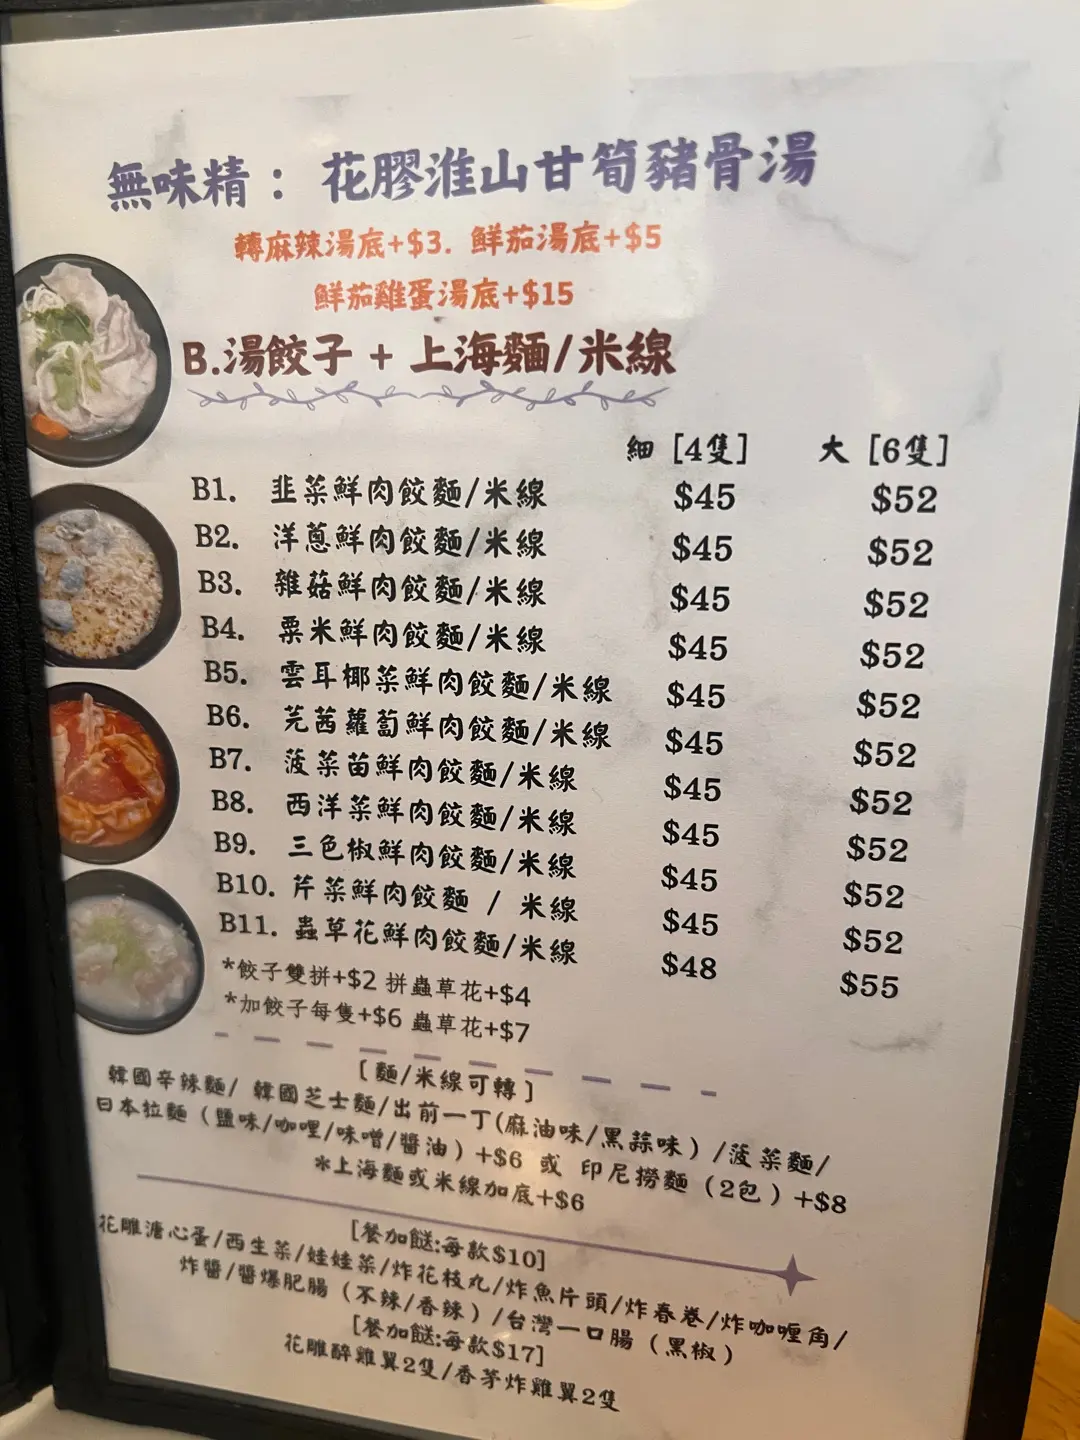 無味精：花膠淮山甘筍豬骨湯
轉麻辣湯底+$3. 鮮茄湯底+$5
鮮茄雞蛋湯底+$15
B.湯餃子 + 上海麵/米線
細 [4隻] 大 [6隻]
B1. 韭菜鮮肉餃麵/米線 $45 $52
B2. 洋蔥鮮肉餃麵/米線 $45 $52
B3. 雜菇鮮肉餃麵/米線 $45 $52
B4. 粟米鮮肉餃麵/米線 $45 $52
B5. 雲耳椰菜鮮肉餃麵/米線 $45 $52
B6. 芫茜蘿蔔鮮肉餃麵/米線 $45 $52
B7. 菠菜苗鮮肉餃麵/米線 $45 $52
B8. 西洋菜鮮肉餃麵/米線 $45 $52
B9. 三色椒鮮肉餃麵/米線 $45 $52
B10. 芹菜鮮肉餃麵 / 米線 $45 $52
B11. 蟲草花鮮肉餃麵/米線 $48 $55
*餃子雙拼+$2 拼蟲草花+$4
*加餃子每隻+$6 蟲草花+$7
[麵/米線可轉]
韓國辛辣麵/ 韓國芝士麵/出前一丁(麻油味/黑蒜味) /菠菜麵/
日本拉麵 (鹽味/咖哩/味噌/醬油) +$6 或 印尼撈麵 (2包) +$8
*上海麵或米線加底+$6
[餐加餸:每款$10]
花雕溏心蛋/西生菜/娃娃菜/炸花枝丸/炸魚片頭/炸春卷/炸咖喱角/
炸醬/醬爆肥腸 (不辣/香辣) /台灣一口腸 (黑椒)
[餐加餸:每款$17]
花雕醉雞翼2隻/香茅炸雞翼2隻